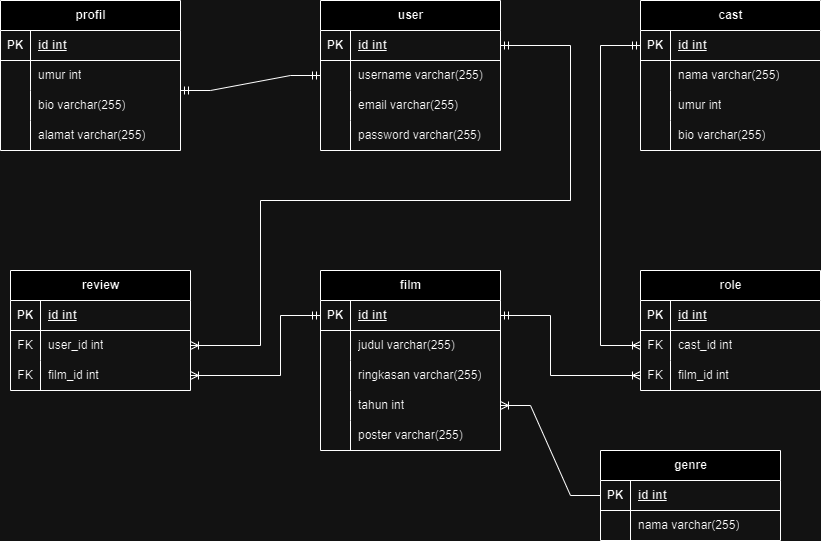 profil
PK id int
umur int
bio varchar(255)
alamat varchar(255)
user
PK id int
username varchar(255)
email varchar(255)
password varchar(255)
cast
PK id int
nama varchar(255)
umur int
bio varchar(255)
review
PK id int
FK user_id int
FK film_id int
film
PK id int
judul varchar(255)
ringkasan varchar(255)
tahun int
poster varchar(255)
role
PK id int
FK cast_id int
FK film_id int
genre
PK id int
nama varchar(255)